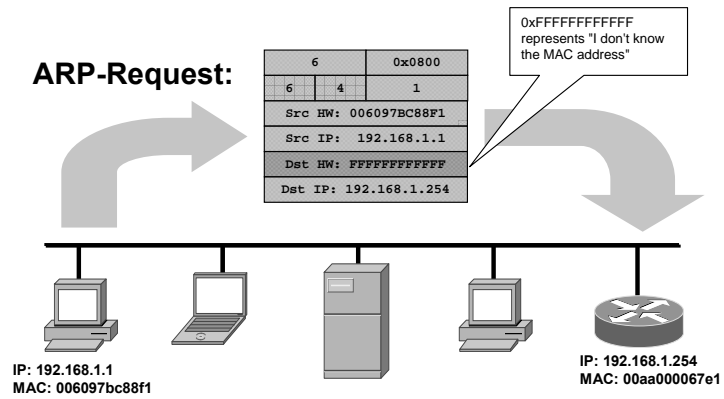 0xFFFFFFFFFFFF
represents "I don't know
the MAC address"
ARP-Request:
6 0x0800
6 4 1
Src HW: 006097BC88F1
Src IP: 192.168.1.1
Dst HW: FFFFFFFFFFFF
Dst IP: 192.168.1.254
IP: 192.168.1.1
MAC: 006097bc88f1
IP: 192.168.1.254
MAC: 00aa000067e1